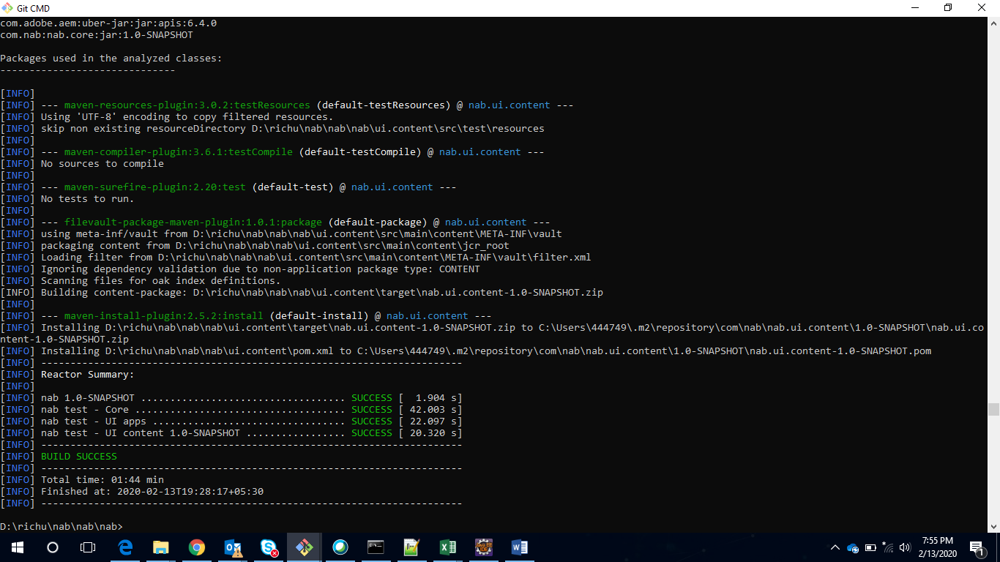 Git CMD
com.adobe.aem:uber-jar:jar:apis:6.4.0
com.nab:nab.core:jar:1.0-SNAPSHOT
Packages used in the analyzed classes:
------------------------------
[INFO]
[INFO] --- maven-resources-plugin:3.0.2:testResources (default-testResources) @ nab.ui.content ---
[INFO] Using 'UTF-8' encoding to copy filtered resources.
[INFO] skip non existing resourceDirectory D:\richu\nab\nab\nab\ui.content\src\test\resources
[INFO]
[INFO] --- maven-compiler-plugin:3.6.1:testCompile (default-testCompile) @ nab.ui.content ---
[INFO] No sources to compile
[INFO]
[INFO] --- maven-surefire-plugin:2.20:test (default-test) @ nab.ui.content ---
[INFO] No tests to run.
[INFO]
[INFO] --- filevault-package-maven-plugin:1.0.1:package (default-package) @ nab.ui.content ---
[INFO] using meta-inf/vault from D:\richu\nab\nab\nab\ui.content\src\main\content\META-INF\vault
[INFO] packaging content from D:\richu\nab\nab\nab\ui.content\src\main\content\jcr_root
[INFO] Loading filter from D:\richu\nab\nab\nab\ui.content\src\main\content\META-INF\vault\filter.xml
[INFO] Ignoring dependency validation due to non-application package type: CONTENT
[INFO] Scanning files for oak index definitions.
[INFO] Building content-package: D:\richu\nab\nab\nab\ui.content\target\nab.ui.content-1.0-SNAPSHOT.zip
[INFO]
[INFO] --- maven-install-plugin:2.5.2:install (default-install) @ nab.ui.content ---
[INFO] Installing D:\richu\nab\nab\nab\ui.content\target\nab.ui.content-1.0-SNAPSHOT.zip to C:\Users\444749\.m2\repository\com\nab\nab.ui.content\1.0-SNAPSHOT\nab.ui.co
ntent-1.0-SNAPSHOT.zip
[INFO] Installing D:\richu\nab\nab\nab\ui.content\pom.xml to C:\Users\444749\.m2\repository\com\nab\nab.ui.content\1.0-SNAPSHOT\nab.ui.content-1.0-SNAPSHOT.pom
[INFO] ------------------------------------------------------------------------
[INFO] Reactor Summary:
[INFO]
[INFO] nab 1.0-SNAPSHOT ................................... SUCCESS [  1.904 s]
[INFO] nab test - Core .................................... SUCCESS [ 42.003 s]
[INFO] nab test - UI apps ................................. SUCCESS [ 22.097 s]
[INFO] nab test - UI content 1.0-SNAPSHOT ................. SUCCESS [ 20.320 s]
[INFO] ------------------------------------------------------------------------
[INFO] BUILD SUCCESS
[INFO] ------------------------------------------------------------------------
[INFO] Total time: 01:44 min
[INFO] Finished at: 2020-02-13T19:28:17+05:30
[INFO] ------------------------------------------------------------------------
D:\richu\nab\nab\nab>
7:55 PM
2/13/2020
1